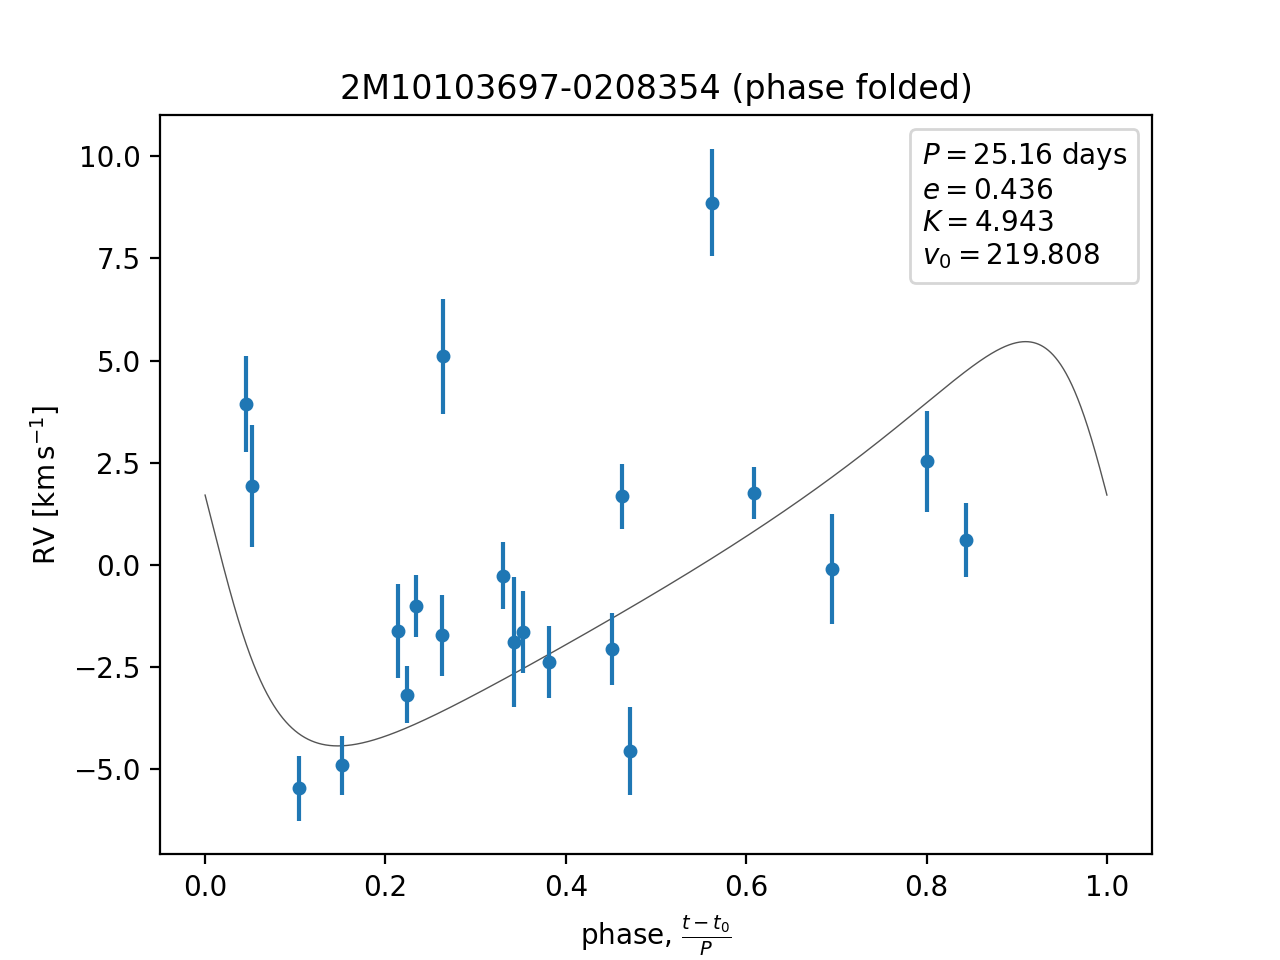 2M10103697-0208354 (phase folded)
P = 25.16 days
e = 0.436
K = 4.943
v₀ = 219.808
10.0
7.5
5.0
2.5
0.0
−2.5
−5.0
RV [km s⁻¹]
0.0 0.2 0.4 0.6 0.8 1.0
phase, (t − t₀)/P